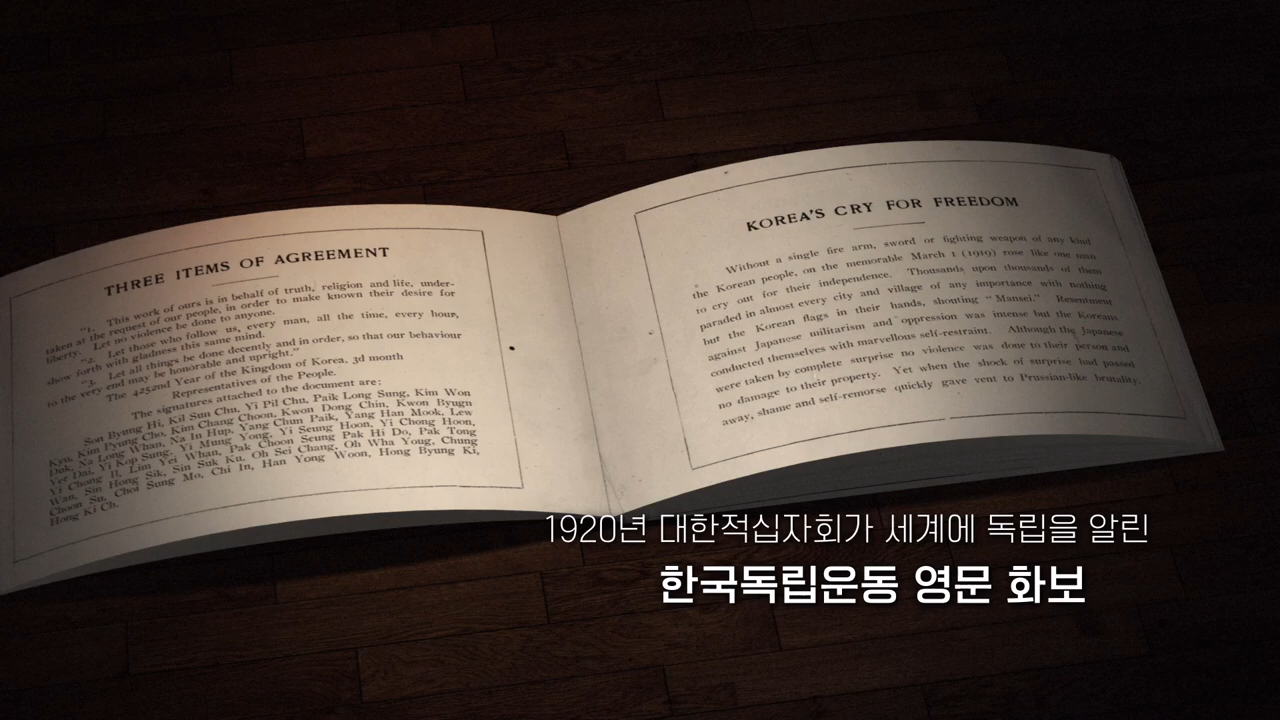 THREE ITEMS OF AGREEMENT
"1. This work of ours is in behalf of truth, religion and life, under-
taken at the request of our people, in order to make known their desire for
liberty. Let no violence be done to anyone.
"2. Let those who follow us, every man, all the time, every hour,
show forth with gladness this same mind.
"3. Let all things be done decently and in order, so that our behaviour
to the very end may be honorable and upright."
The 4252nd Year of the Kingdom of Korea, 3d month
Representatives of the People.
The signatures attached to the document are:
Son Byung Hi, Kil Sun Chu, Yi Pil Chu, Paik Long Sung, Kim Won
Kyu, Kim Pyung Cho, Kim Chang Choon, Kwon Dong Chin, Kwon Byugn
Duk, Na Long Whan, Na In Hup, Yang Chun Paik, Yang Han Mook, Lew
Yer Dai, Yi Kop Sung, Yi Mung Yong, Yi Seung Hoon, Yi Chong Hoon,
Yi Chong Il, Lim Yei Whan, Pak Choon Seung Pak Hi Do, Pak Tong
Wan, Sin Hong Sik, Sin Suk Ku, Oh Sei Chang, Oh Wha Young, Chung
Choon Su, Choi Sung Mo, Chi In, Han Yong Woon, Hong Byung Ki,
Hong Ki Ch.
KOREA'S CRY FOR FREEDOM
Without a single fire arm, sword or fighting weapon of any kind
the Korean people, on the memorable March 1 (1919) rose like one man
to cry out for their independence. Thousands upon thousands of them
paraded in almost every city and village of any importance with nothing
but the Korean flags in their hands, shouting "Mansei." Resentment
against Japanese militarism and oppression was intense but the Koreans
conducted themselves with marvellous self-restraint. Although the Japanese
were taken by complete surprise no violence was done to their person and
no damage to their property. Yet when the shock of surprise had passed
away, shame and self-remorse quickly gave vent to Prussian-like brutality.
1920년 대한적십자회가 세계에 독립을 알린
한국독립운동 영문 화보